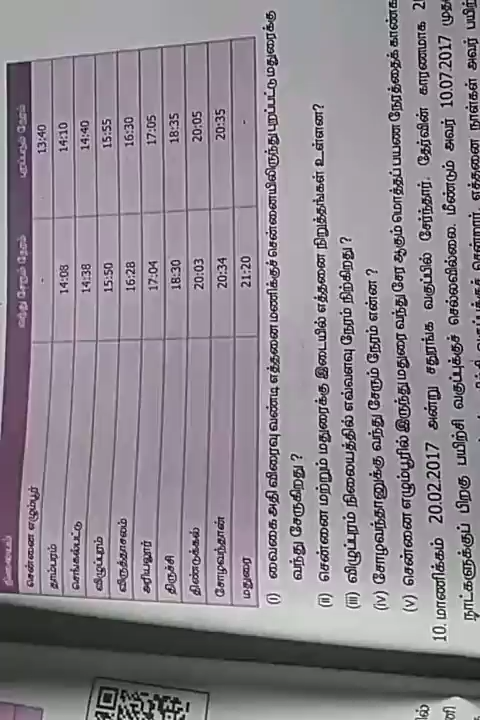 நிலையம் வந்து சேரும் நேரம் புறப்படும் நேரம்
சென்னை எழும்பூர் - 13:40
தாம்பரம் 14:08 14:10
செங்கல்பட்டு 14:38 14:40
விழுப்புரம் 15:50 15:55
விருத்தாசலம் 16:28 16:30
அரியலூர் 17:04 17:05
திருச்சி 18:30 18:35
திண்டுக்கல் 20:03 20:05
சோழவந்தான் 20:34 20:35
மதுரை 21:20 -
(i) வைகை அதி விரைவு வண்டி எத்தனை மணிக்குச் சென்னையிலிருந்து புறப்பட்டு மதுரைக்கு
வந்து சேருகிறது ?
(ii) சென்னை மற்றும் மதுரைக்கு இடையில் எத்தனை நிறுத்தங்கள் உள்ளன?
(iii) விழுப்புரம் நிலையத்தில் எவ்வளவு நேரம் நிற்கிறது ?
(iv) சோழவந்தானுக்கு வந்து சேரும் நேரம் என்ன ?
(v) சென்னை எழும்பூரில் இருந்து மதுரை வந்து சேர ஆகும் மொத்தப் பயண நேரத்தைக் காண்க
10. மாணிக்கம் 20.02.2017 அன்று சதுரங்க வகுப்பில் சேர்ந்தார். தேர்வின் காரணமாக
நாட்களுக்குப் பிறகு பயிற்சி வகுப்புக்குச் செல்லவில்லை. மீண்டும் அவர் 10.07.2017 முத
சென்றார். எத்தனை நாள்கள் அவர் பயிற்